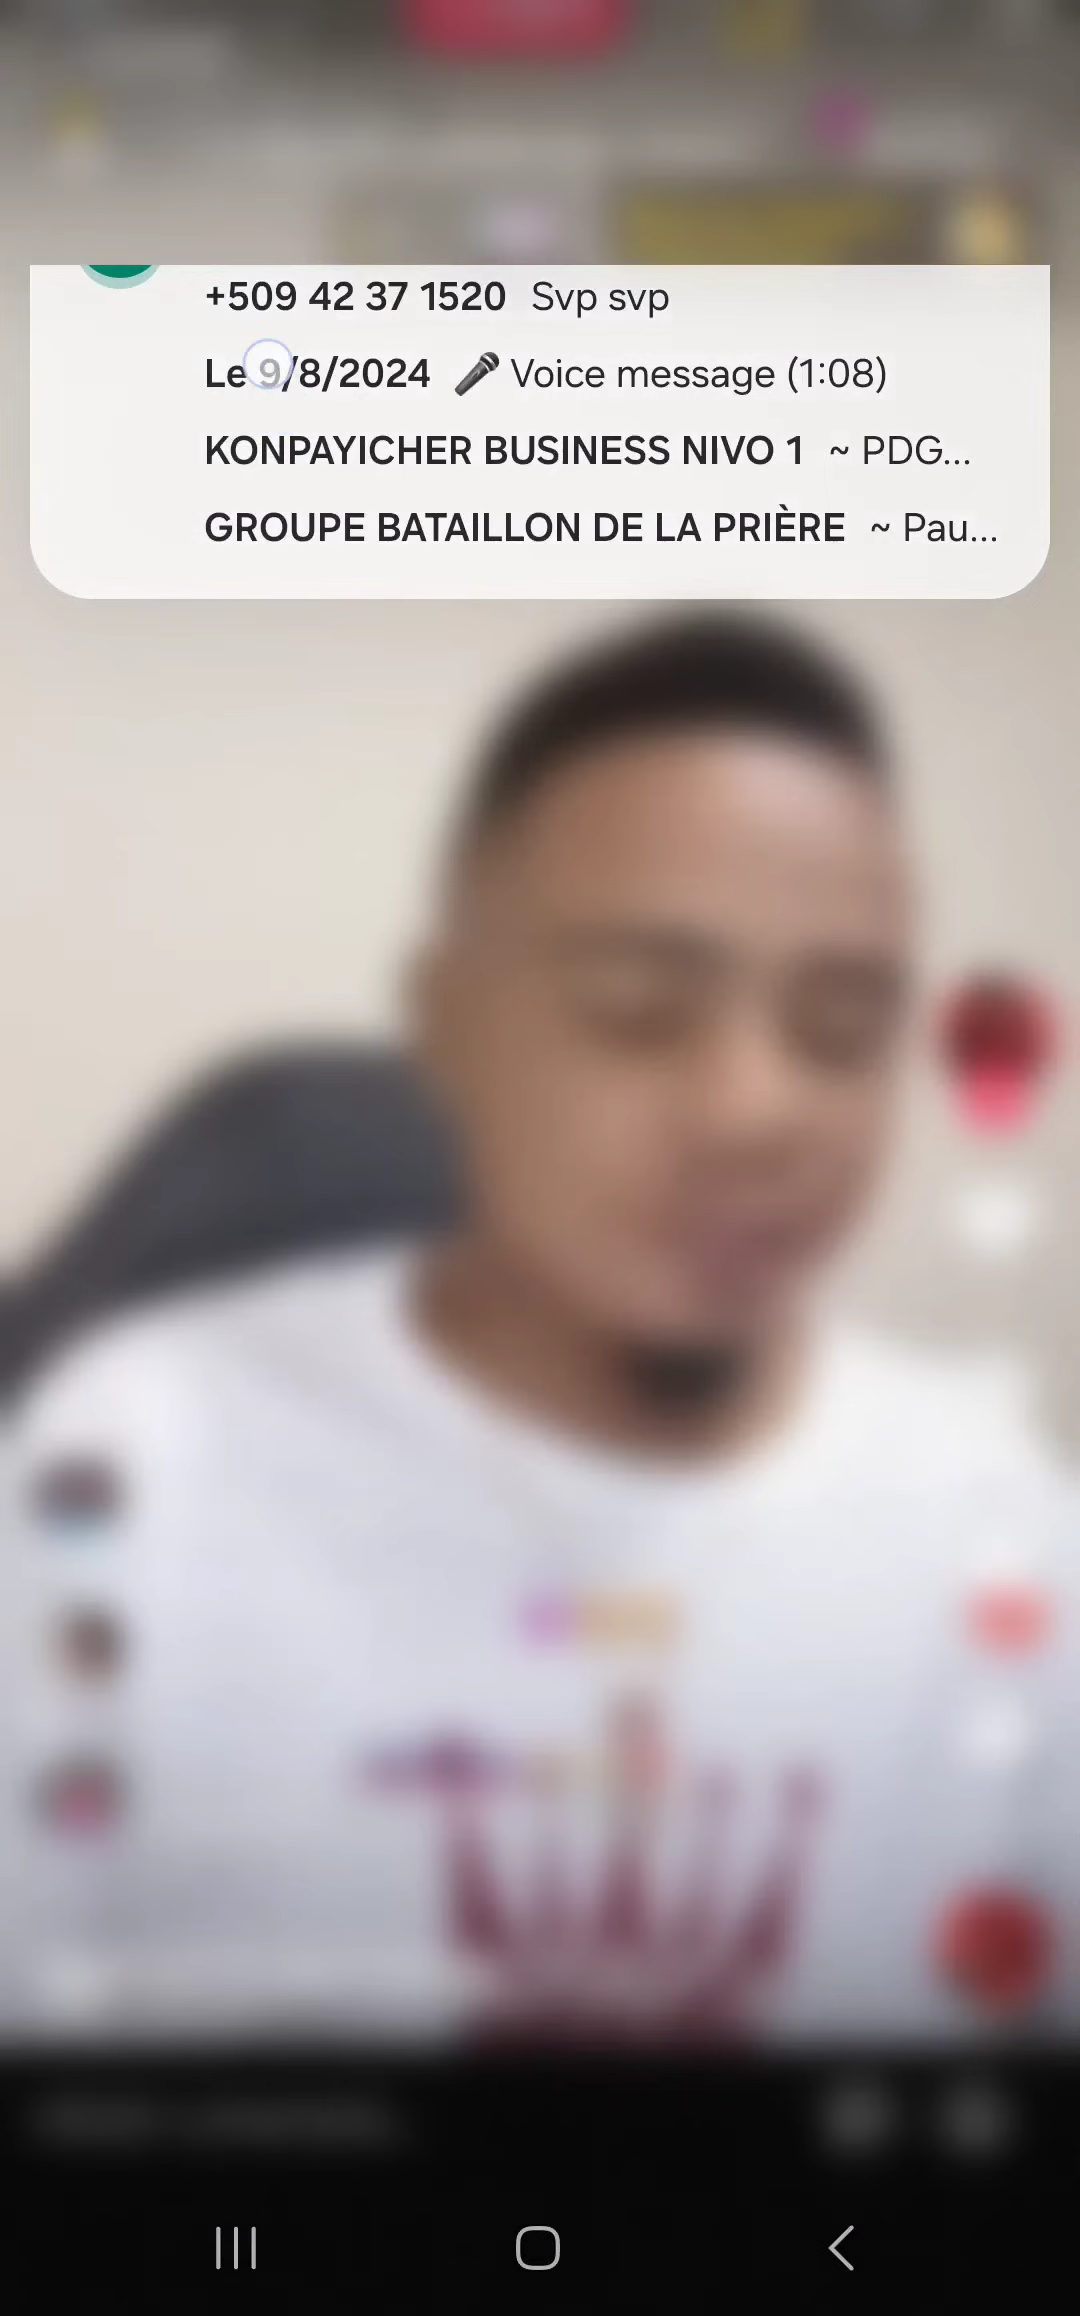 +509 42 37 1520 Svp svp
Le 9/8/2024 🎤 Voice message (1:08)
KONPAYICHER BUSINESS NIVO 1 ~ PDG...
GROUPE BATAILLON DE LA PRIÈRE ~ Pau...